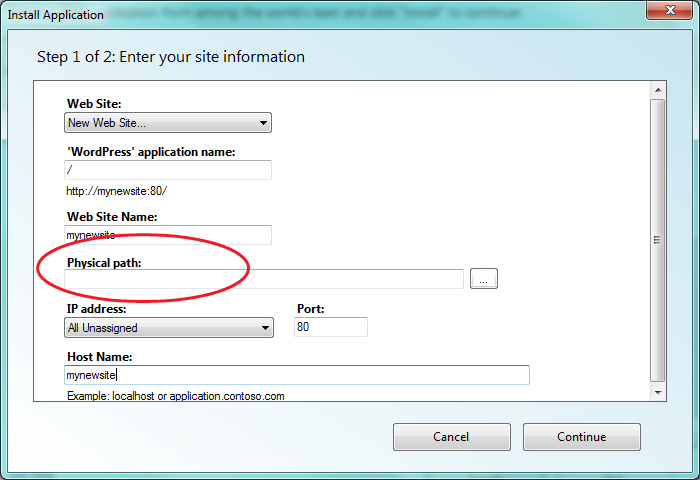 Install Application
Step 1 of 2: Enter your site information
Web Site:
New Web Site...
'WordPress' application name:
/
http://mynewsite:80/
Web Site Name:
mynewsite
Physical path:
...
IP address: Port:
All Unassigned 80
Host Name:
mynewsite
Example: localhost or application.contoso.com
Cancel Continue